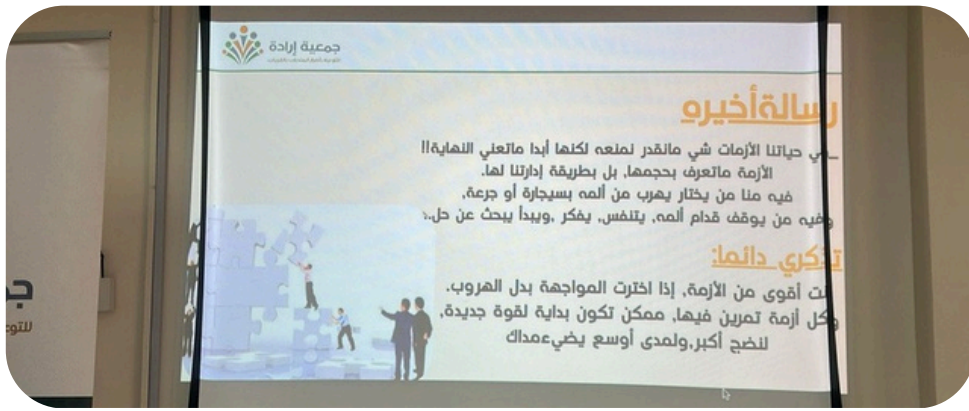 جمعية إرادة
رسالة أخيره
في حياتنا الأزمات شي مانقدر نمنعه لكنها أبدا ماتعني النهاية!!
الأزمة ماتعرف بحجمها, بل بطريقة إدارتنا لها.
فيه منا من يختار يهرب من ألمه بسيجارة أو جرعة,
وفيه من يوقف قدام ألمه, يتنفس, يفكر ,ويبدأ يبحث عن حل..
تذكري دائما:
أنت أقوى من الأزمة, إذا اخترت المواجهة بدل الهروب.
وكل أزمة تمرين فيها, ممكن تكون بداية لقوة جديدة,
لنضج أكبر,ولمدى أوسع يضيءمداك